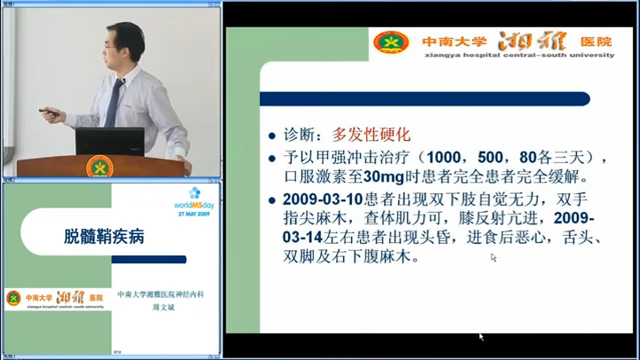 中南大学 湘雅 医院
xiangya hospital central-south university
诊断：多发性硬化
予以甲强冲击治疗（1000，500，80各三天），
口服激素至30mg时患者完全患者完全缓解。
2009-03-10患者出现双下肢自觉无力，双手
指尖麻木，查体肌力可，膝反射亢进，2009-
03-14左右患者出现头昏，进食后恶心，舌头、
双脚及右下腹麻木。
worldMSday
27 MAY 2009
脱髓鞘疾病
中南大学 湘雅 医院
xiangya hospital central-south university
中南大学湘雅医院神经内科
周文斌